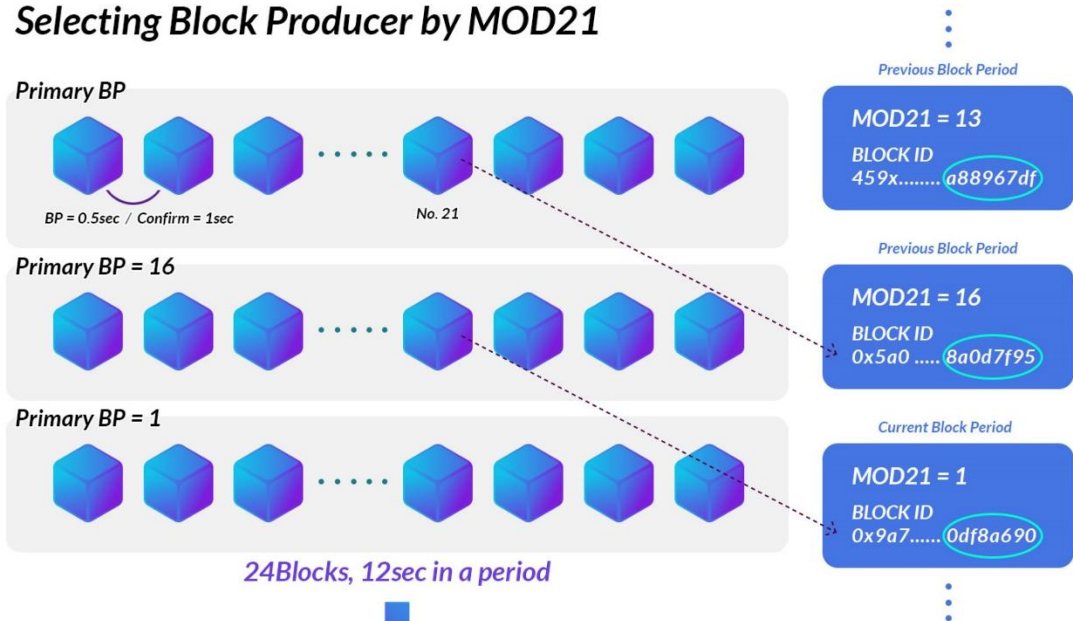 Selecting Block Producer by MOD21
Primary BP
BP = 0.5sec / Confirm = 1sec
No. 21
Primary BP = 16
Primary BP = 1
24Blocks, 12sec in a period
Previous Block Period
MOD21 = 13
BLOCK ID
459x........ a88967df
Previous Block Period
MOD21 = 16
BLOCK ID
0x5a0 ..... 8a0d7f95
Current Block Period
MOD21 = 1
BLOCK ID
0x9a7...... 0df8a690